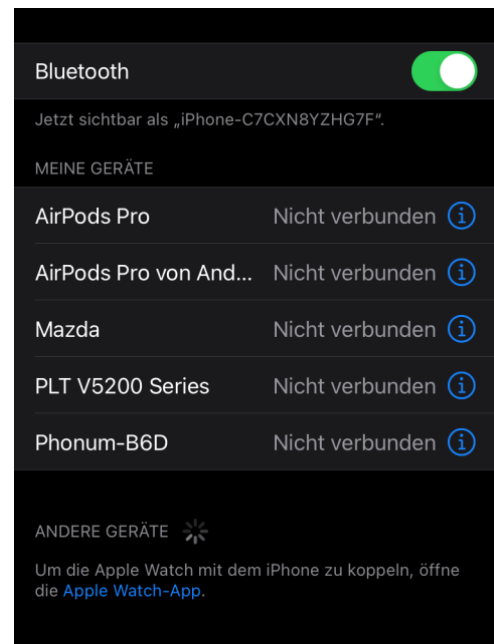 Bluetooth
Jetzt sichtbar als „iPhone-C7CXN8YZHG7F“.
MEINE GERÄTE
AirPods Pro Nicht verbunden
AirPods Pro von And... Nicht verbunden
Mazda Nicht verbunden
PLT V5200 Series Nicht verbunden
Phonum-B6D Nicht verbunden
ANDERE GERÄTE
Um die Apple Watch mit dem iPhone zu koppeln, öffne
die Apple Watch-App.